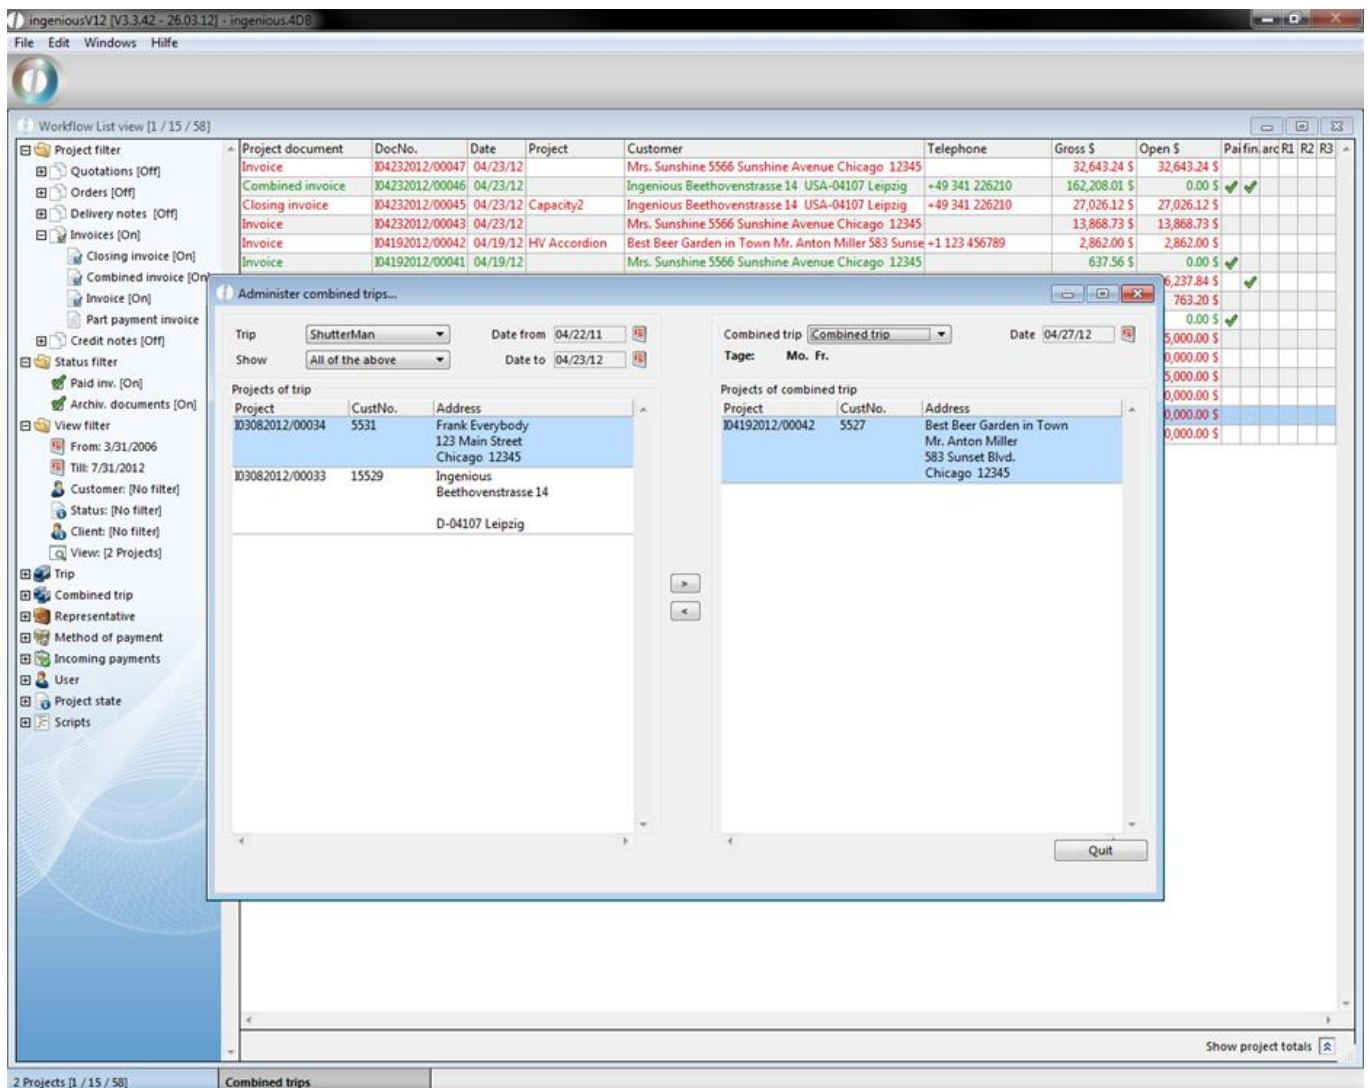 ingeniousV12 [V3.3.42 - 26.03.12] - ingenious.4DB
File Edit Windows Hilfe
Workflow List view [1 / 15 / 58]
Project filter
Quotations [Off]
Orders [Off]
Delivery notes [Off]
Invoices [On]
Closing invoice [On]
Combined invoice [On
Invoice [On]
Part payment invoice
Credit notes [Off]
Status filter
Paid inv. [On]
Archiv. documents [On]
View filter
From: 3/31/2006
Till: 7/31/2012
Customer: [No filter]
Status: [No filter]
Client: [No filter]
View: [2 Projects]
Trip
Combined trip
Representative
Method of payment
Incoming payments
User
Project state
Scripts
Project document DocNo. Date Project Customer Telephone Gross $ Open $ Pai fin. arc R1 R2 R3
Invoice I04232012/00047 04/23/12 Mrs. Sunshine 5566 Sunshine Avenue Chicago 12345 32,643.24 $ 32,643.24 $
Combined invoice I04232012/00046 04/23/12 Ingenious Beethovenstrasse 14 USA-04107 Leipzig +49 341 226210 162,208.01 $ 0.00 $
Closing invoice I04232012/00045 04/23/12 Capacity2 Ingenious Beethovenstrasse 14 USA-04107 Leipzig +49 341 226210 27,026.12 $ 27,026.12 $
Invoice I04232012/00043 04/23/12 Mrs. Sunshine 5566 Sunshine Avenue Chicago 12345 13,868.73 $ 13,868.73 $
Invoice I04192012/00042 04/19/12 HV Accordion Best Beer Garden in Town Mr. Anton Miller 583 Sunse +1 123 456789 2,862.00 $ 2,862.00 $
Invoice I04192012/00041 04/19/12 Mrs. Sunshine 5566 Sunshine Avenue Chicago 12345 637.56 $ 0.00 $
6,237.84 $
763.20 $
0.00 $
5,000.00 $
0,000.00 $
5,000.00 $
0,000.00 $
0,000.00 $
0,000.00 $
Administer combined trips...
Trip ShutterMan Date from 04/22/11
Show All of the above Date to 04/23/12
Projects of trip
Project CustNo. Address
I03082012/00034 5531 Frank Everybody
123 Main Street
Chicago 12345
I03082012/00033 15529 Ingenious
Beethovenstrasse 14
D-04107 Leipzig
>
<
Combined trip Combined trip Date 04/27/12
Tage: Mo. Fr.
Projects of combined trip
Project CustNo. Address
I04192012/00042 5527 Best Beer Garden in Town
Mr. Anton Miller
583 Sunset Blvd.
Chicago 12345
Quit
Show project totals
2 Projects [1 / 15 / 58] Combined trips